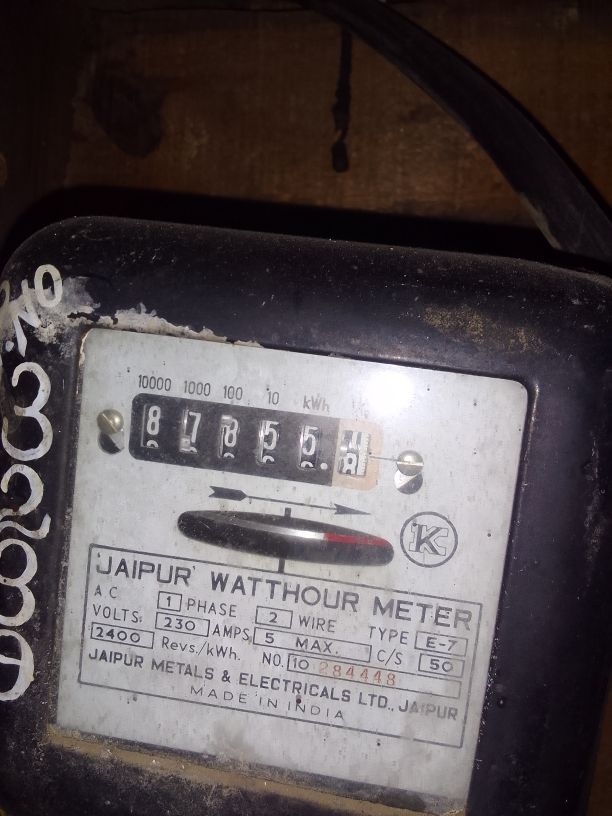 10000 1000 100 10 kWh
8 7 8 5 5.
'JAIPUR' WATTHOUR METER
AC 1 PHASE 2 WIRE TYPE E-7
VOLTS. 230 AMPS. 5 MAX. C/S 50
2400 Revs./kWh. NO. 10 284448
JAIPUR METALS & ELECTRICALS LTD., JAIPUR
MADE IN INDIA
NO